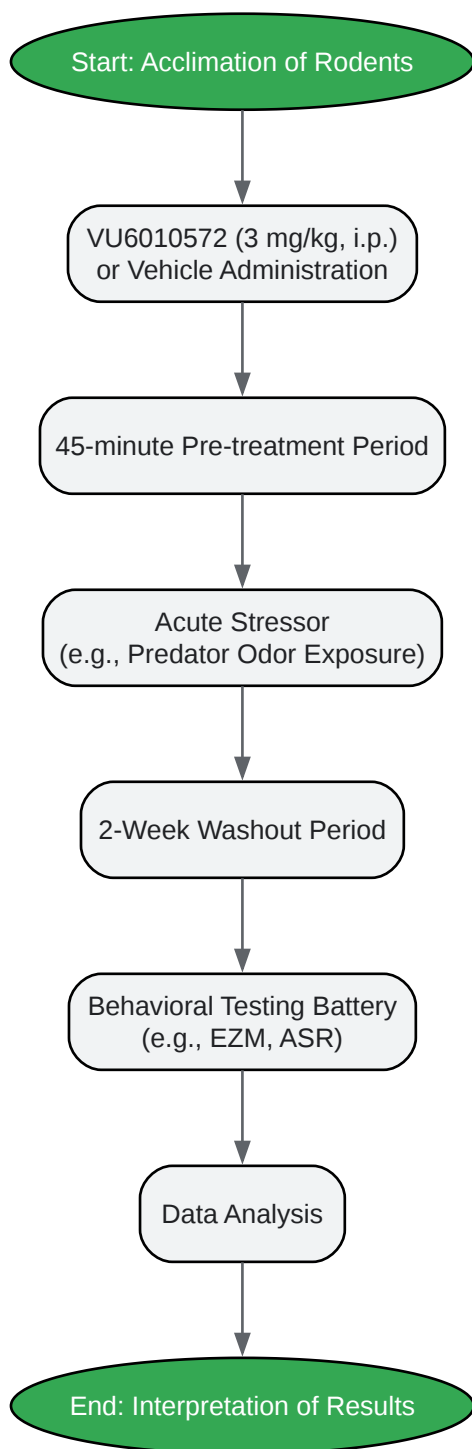 Start: Acclimation of Rodents
VU6010572 (3 mg/kg, i.p.)
or Vehicle Administration
45-minute Pre-treatment Period
Acute Stressor
(e.g., Predator Odor Exposure)
2-Week Washout Period
Behavioral Testing Battery
(e.g., EZM, ASR)
Data Analysis
End: Interpretation of Results